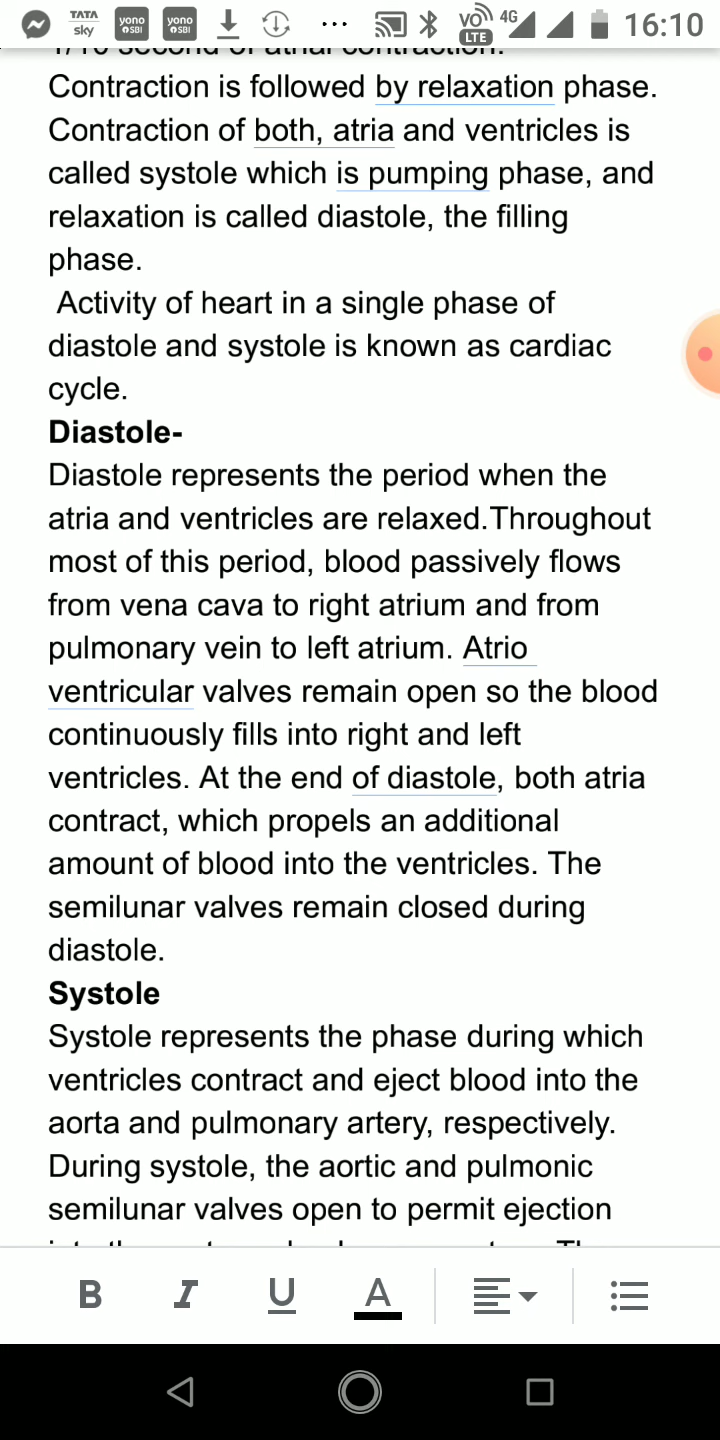 TATA
sky
yono
SBI
yono
SBI
...
VO
LTE
4G
16:10
1/10 second of atrial contraction.
Contraction is followed by relaxation phase.
Contraction of both, atria and ventricles is
called systole which is pumping phase, and
relaxation is called diastole, the filling
phase.
Activity of heart in a single phase of
diastole and systole is known as cardiac
cycle.
Diastole-
Diastole represents the period when the
atria and ventricles are relaxed.Throughout
most of this period, blood passively flows
from vena cava to right atrium and from
pulmonary vein to left atrium. Atrio
ventricular valves remain open so the blood
continuously fills into right and left
ventricles. At the end of diastole, both atria
contract, which propels an additional
amount of blood into the ventricles. The
semilunar valves remain closed during
diastole.
Systole
Systole represents the phase during which
ventricles contract and eject blood into the
aorta and pulmonary artery, respectively.
During systole, the aortic and pulmonic
semilunar valves open to permit ejection
B I U A